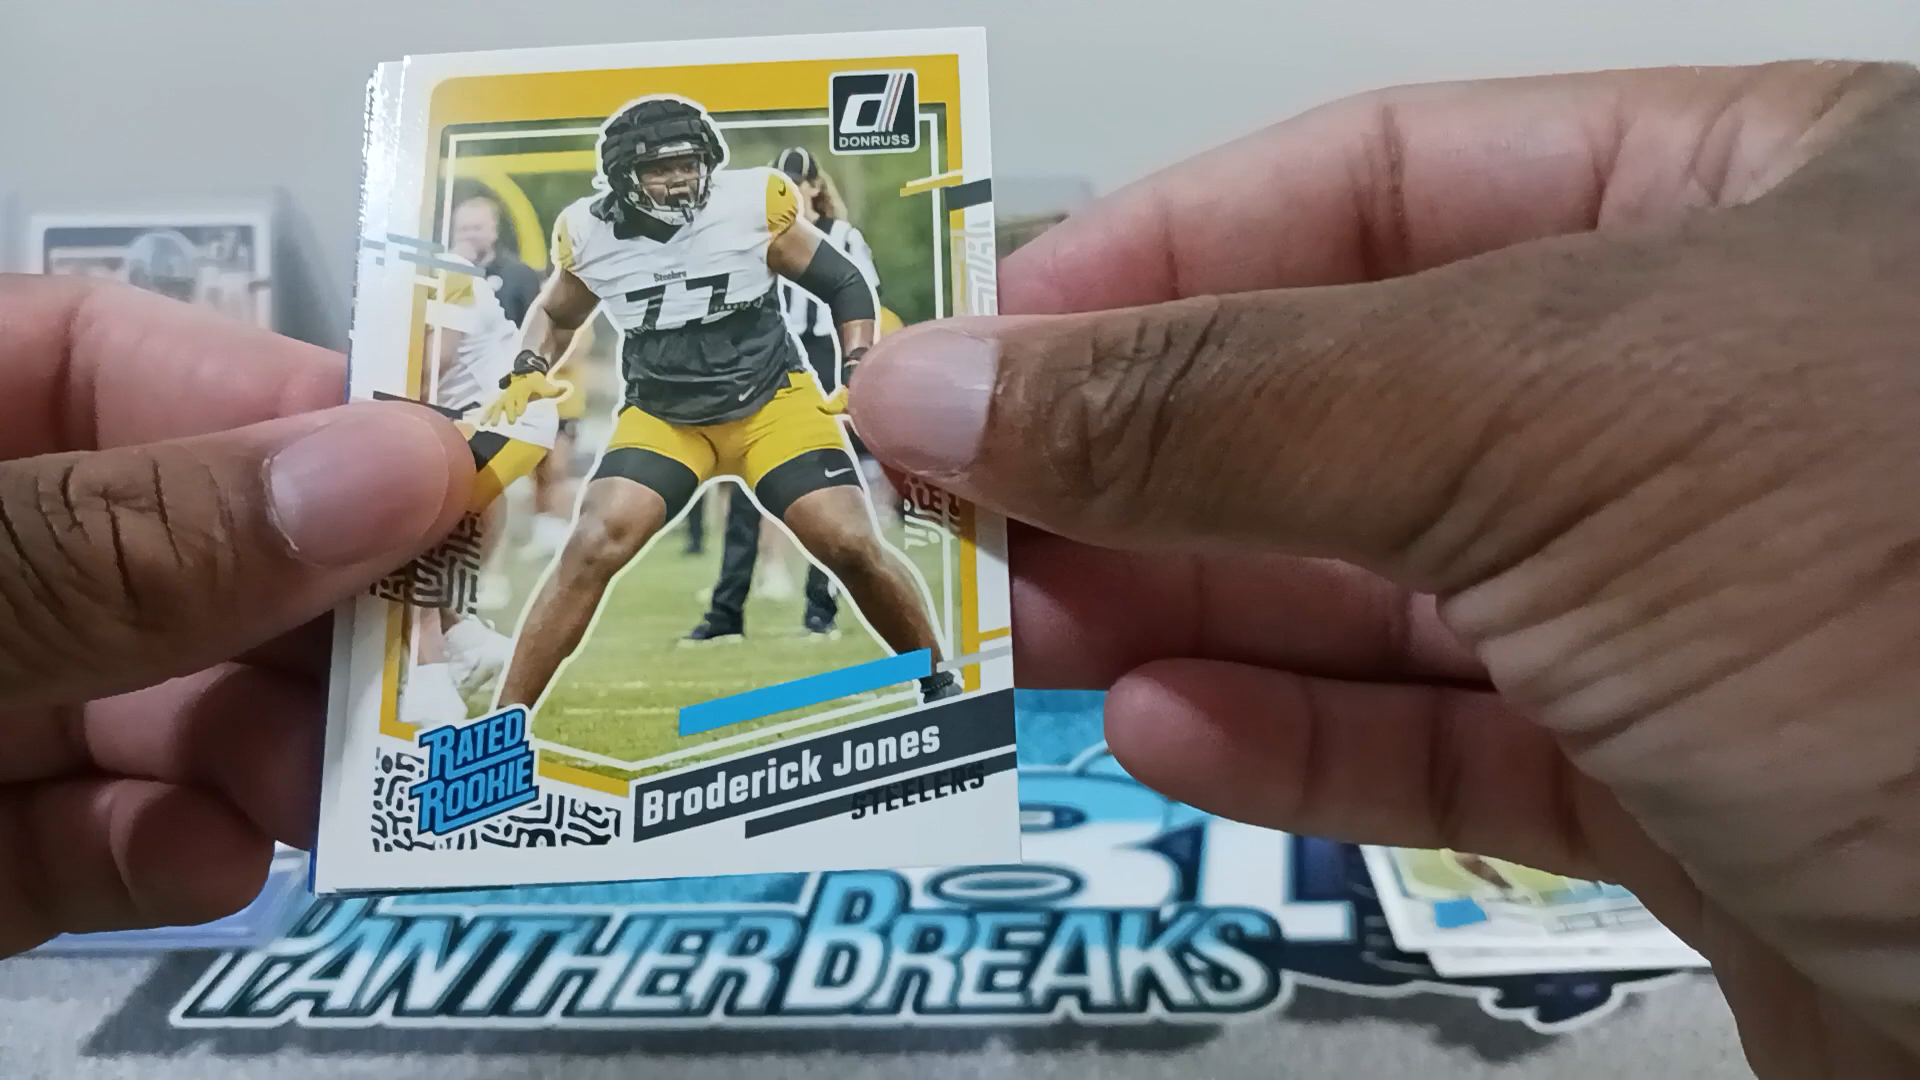 DONRUSS
Steelers
77
RATED
ROOKIE
Broderick Jones
STEELERS
PANTHER BREAKS